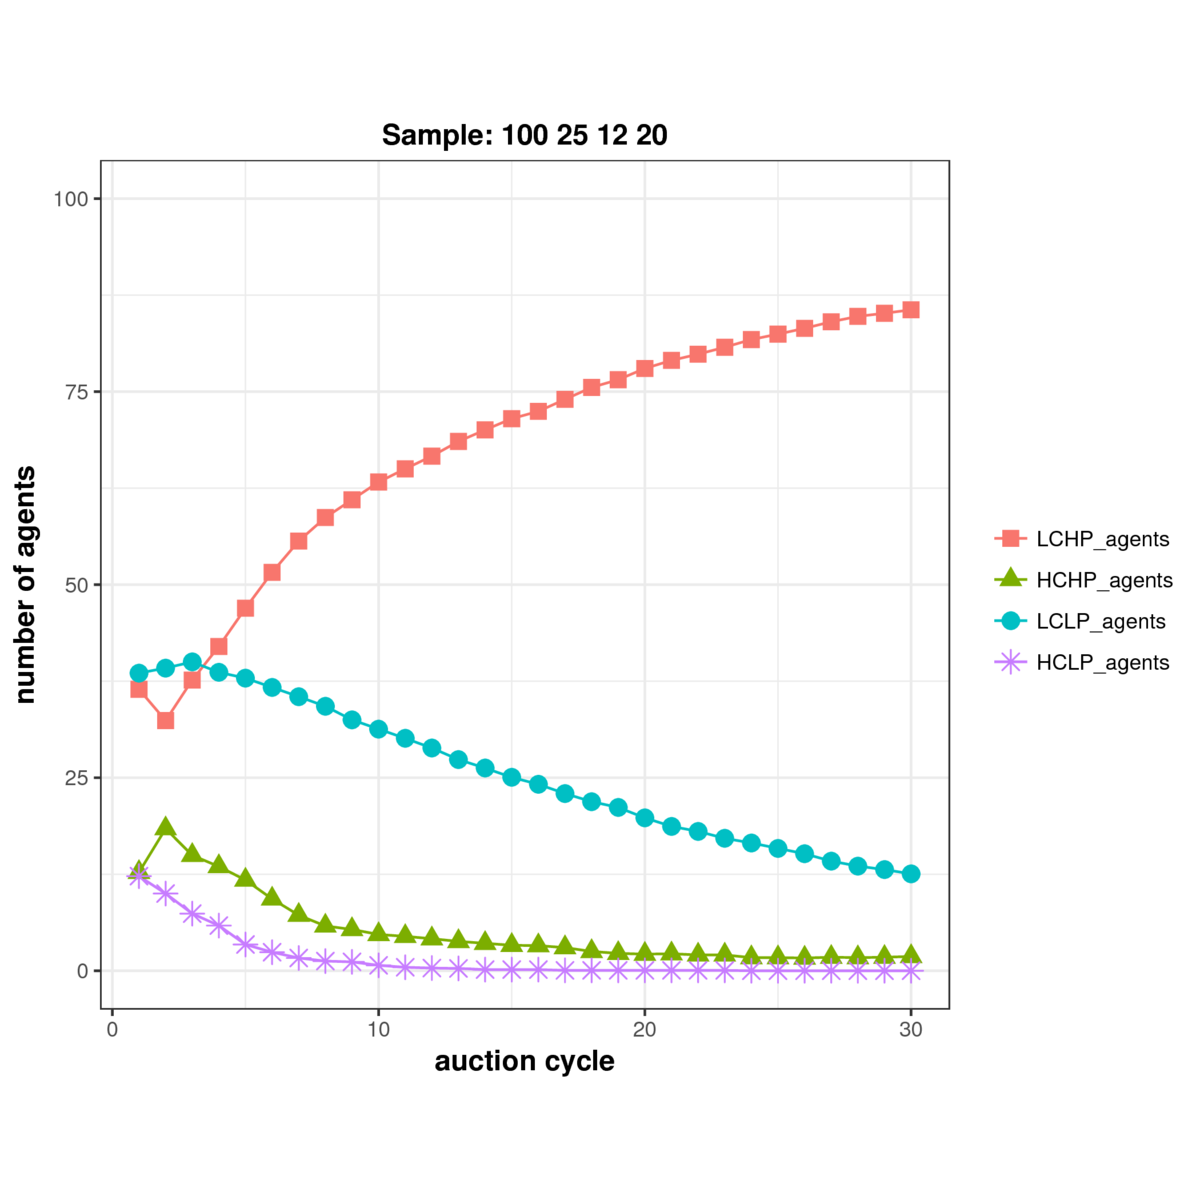 Sample: 100 25 12 20
100
75
50
25
0
number of agents
0 10 20 30
auction cycle
LCHP_agents
HCHP_agents
LCLP_agents
HCLP_agents